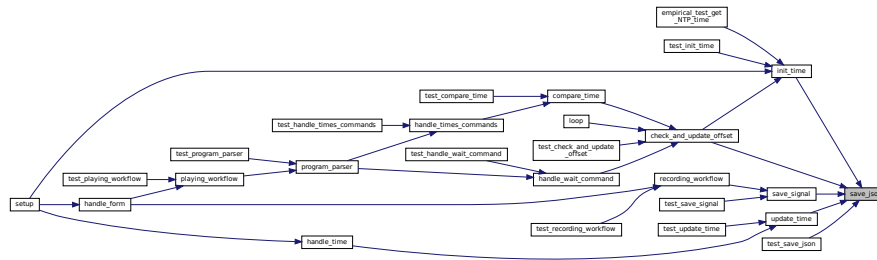 empirical_test_get
_NTP_time
test_init_time
init_time
test_compare_time
compare_time
loop
test_handle_times_commands
handle_times_commands
check_and_update_offset
test_check_and_update
_offset
test_program_parser
test_handle_wait_command
program_parser
test_playing_workflow
playing_workflow
handle_wait_command
recording_workflow
save_signal
save_jso
setup
handle_form
test_save_signal
update_time
test_recording_workflow
test_update_time
handle_time
test_save_json